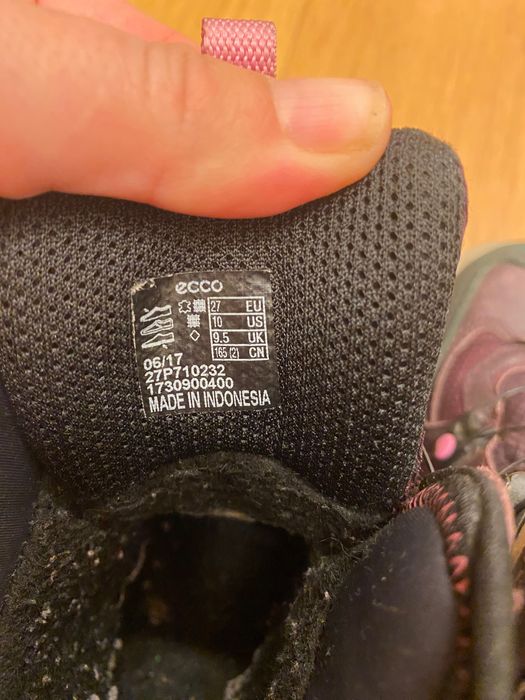 ecco
27 EU
10 US
9.5 UK
165 (2) CN
06/17
27P710232
1730900400
MADE IN INDONESIA